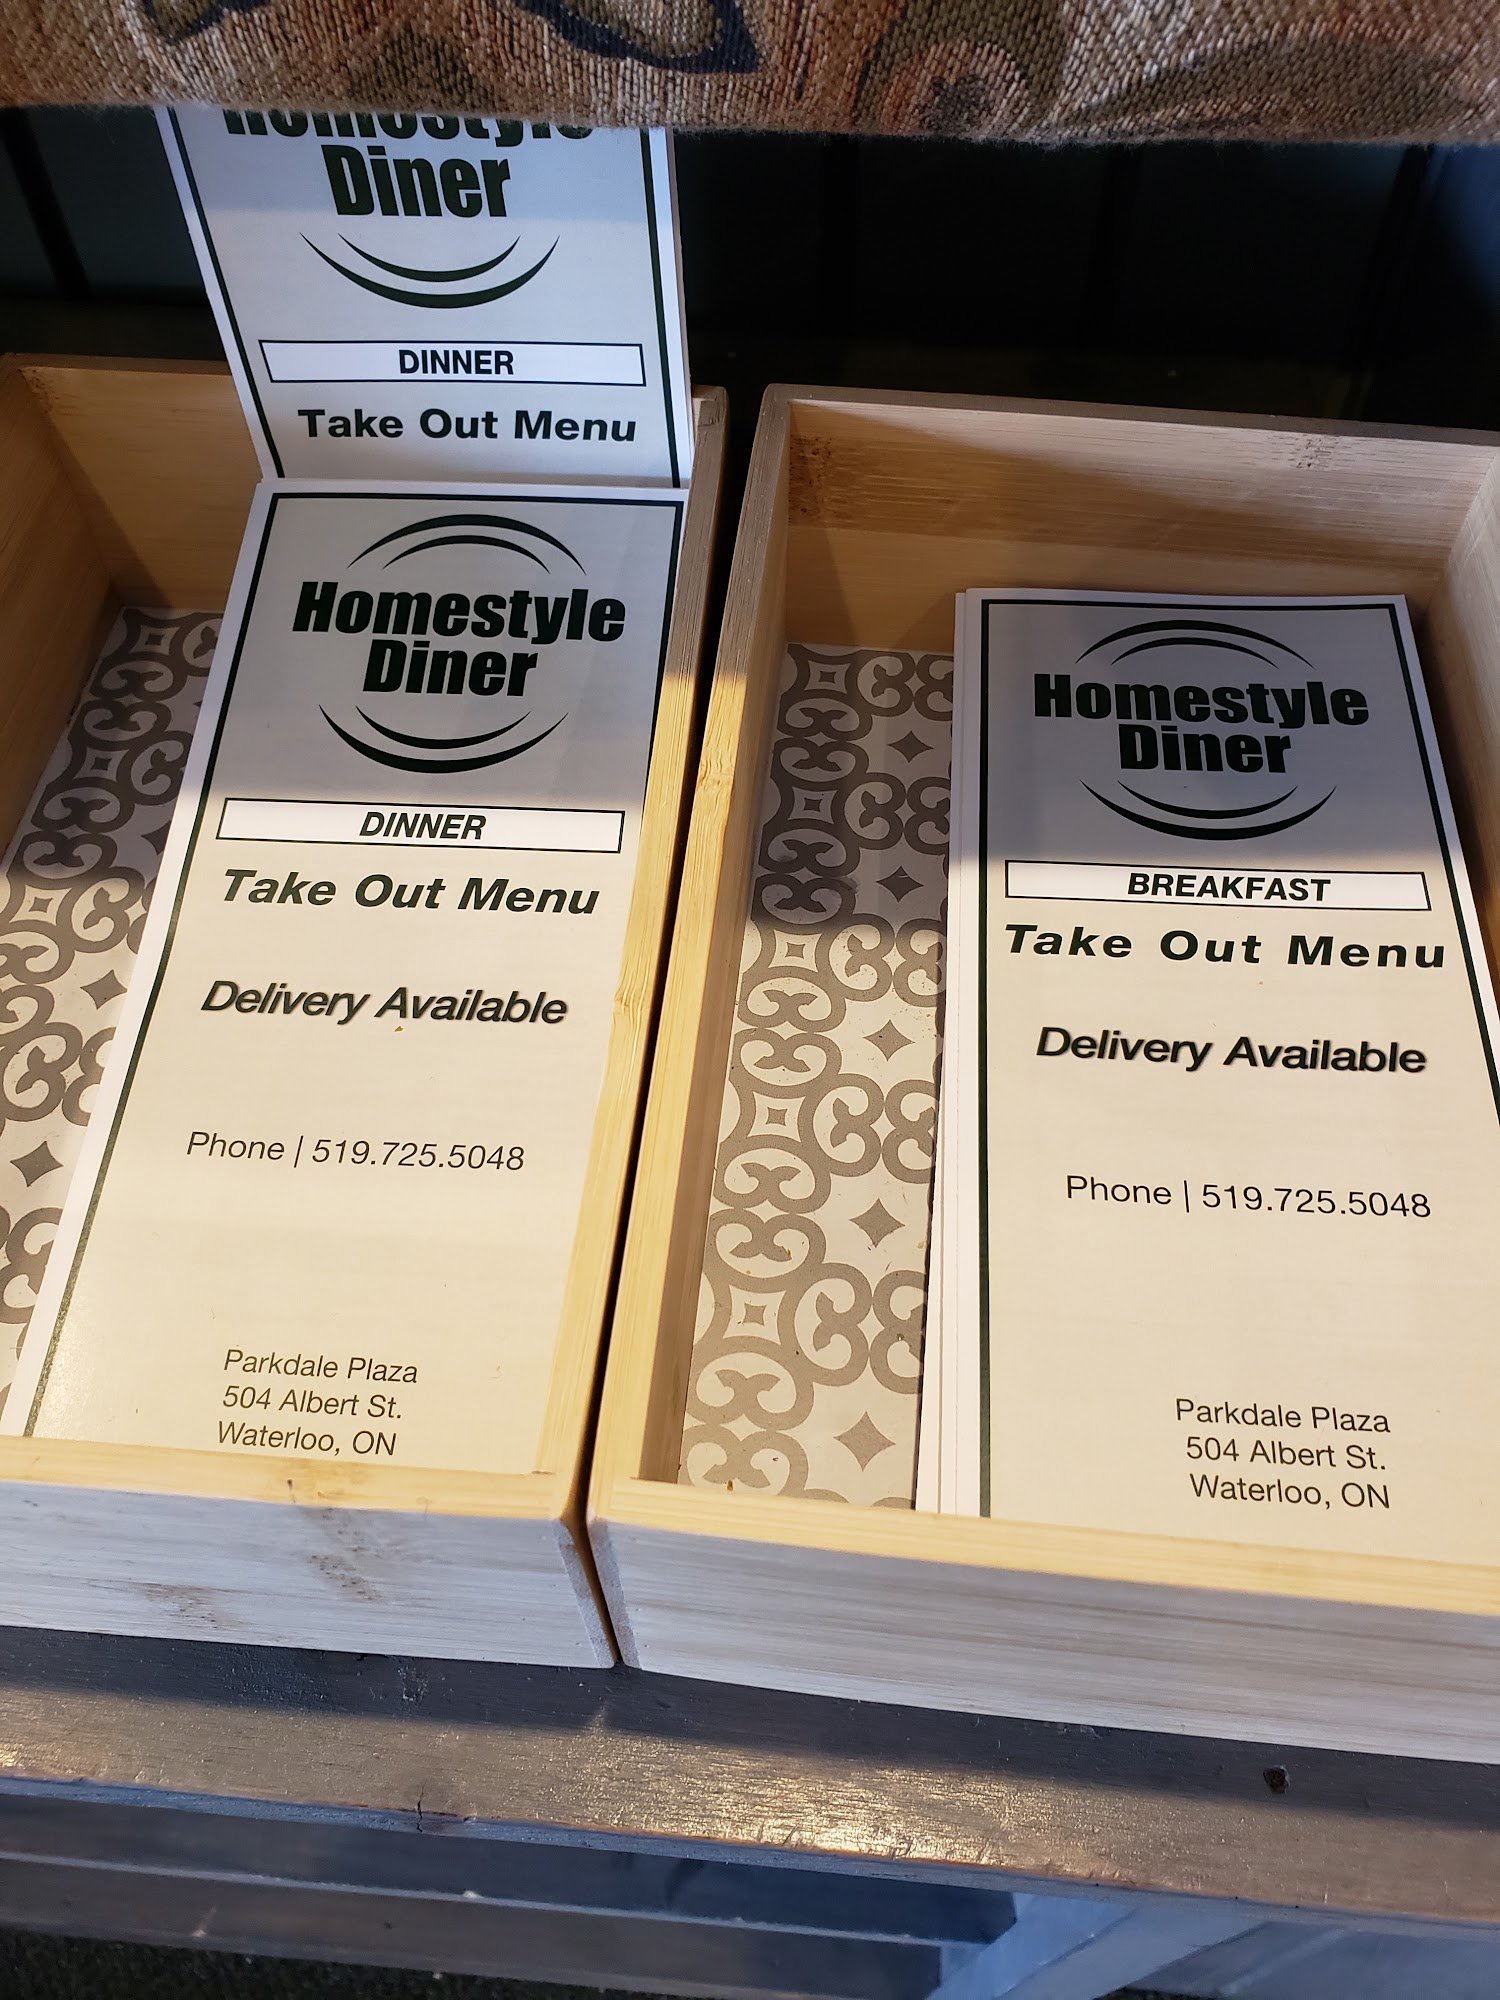 Homestyle
Diner
DINNER
Take Out Menu
Homestyle
Diner
DINNER
Take Out Menu
Delivery Available
Phone | 519.725.5048
Parkdale Plaza
504 Albert St.
Waterloo, ON
Homestyle
Diner
BREAKFAST
Take Out Menu
Delivery Available
Phone | 519.725.5048
Parkdale Plaza
504 Albert St.
Waterloo, ON